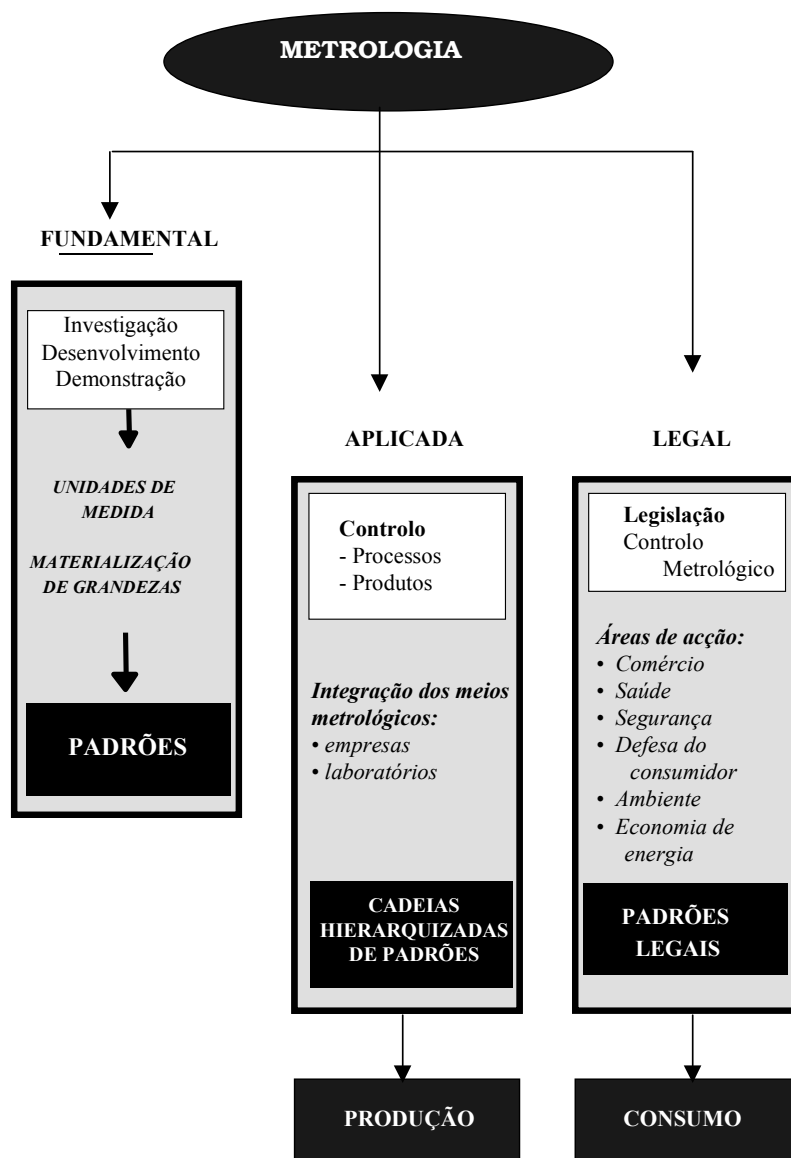 METROLOGIA
FUNDAMENTAL
Investigação
Desenvolvimento
Demonstração
UNIDADES DE
MEDIDA
MATERIALIZAÇÃO
DE GRANDEZAS
PADRÕES
APLICADA
Controlo
- Processos
- Produtos
Integração dos meios
metrológicos:
• empresas
• laboratórios
CADEIAS
HIERARQUIZADAS
DE PADRÕES
PRODUÇÃO
LEGAL
Legislação
Controlo
Metrológico
Áreas de acção:
• Comércio
• Saúde
• Segurança
• Defesa do
consumidor
• Ambiente
• Economia de
energia
PADRÕES
LEGAIS
CONSUMO